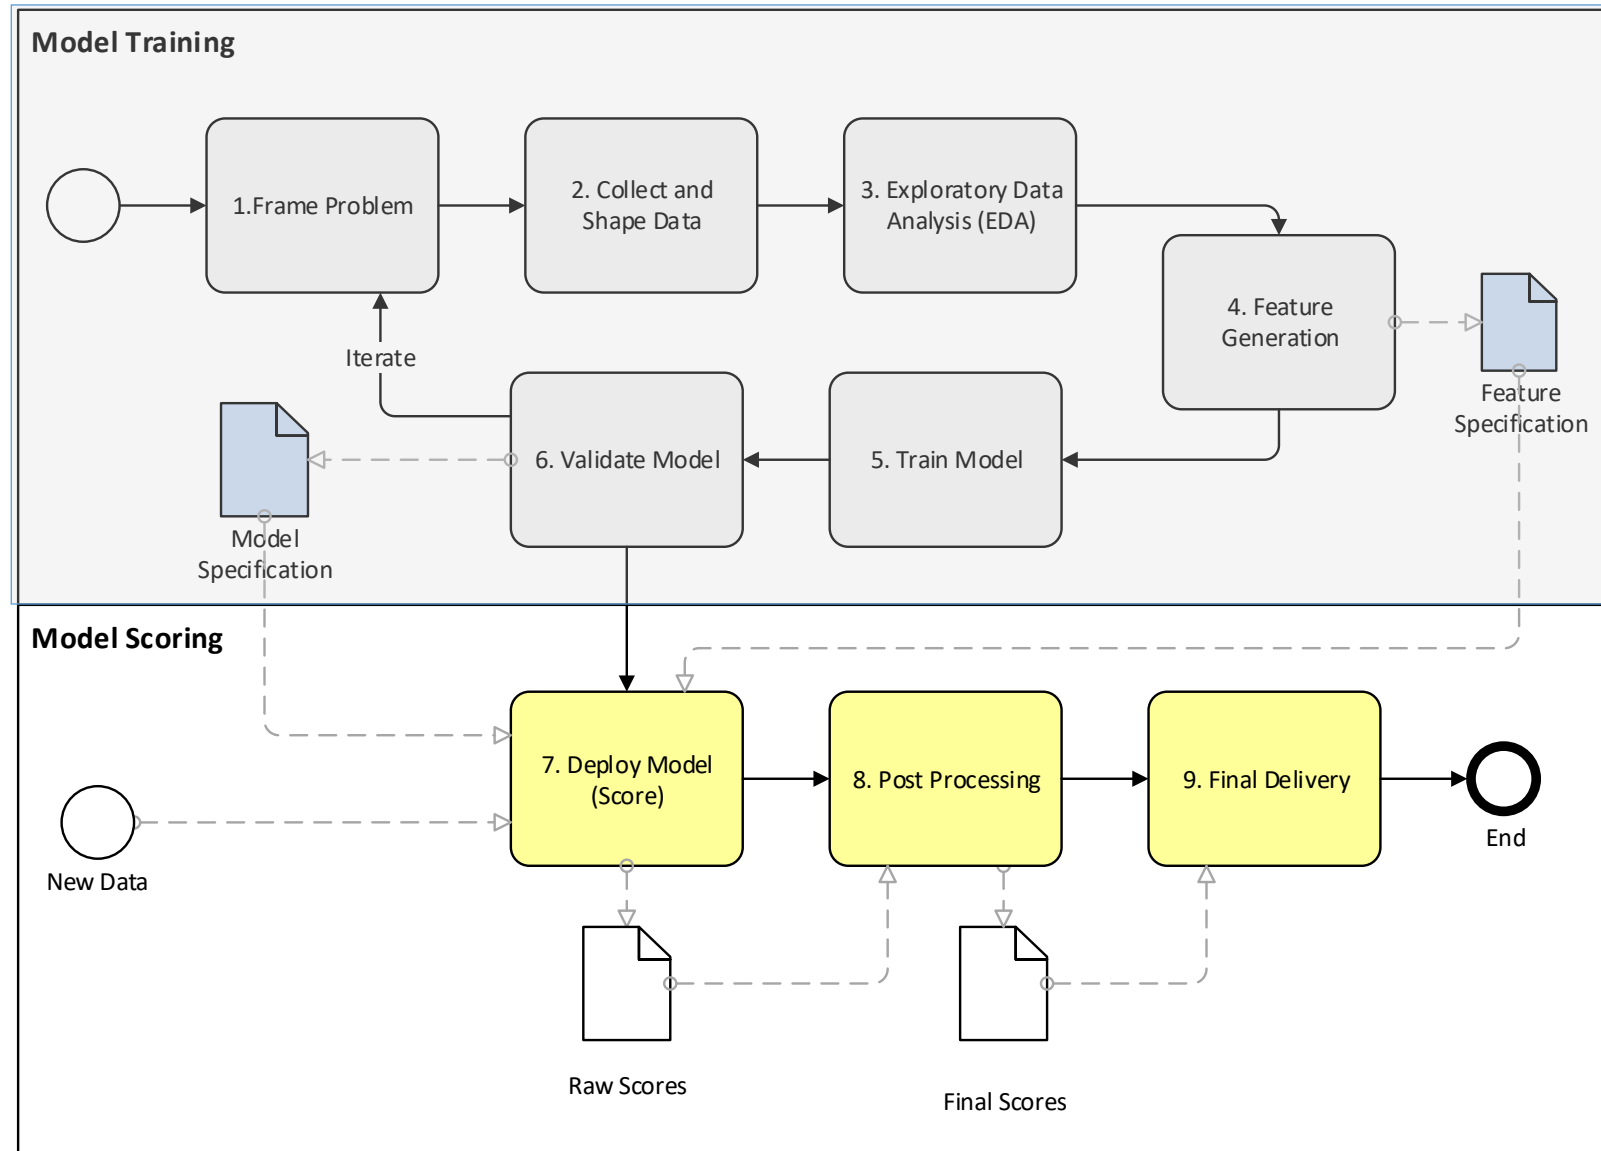 Model Training
1.Frame Problem
2. Collect and
Shape Data
3. Exploratory Data
Analysis (EDA)
4. Feature
Generation
Feature
Specification
Iterate
6. Validate Model
5. Train Model
Model
Specification
Model Scoring
7. Deploy Model
(Score)
8. Post Processing
9. Final Delivery
New Data
End
Raw Scores
Final Scores